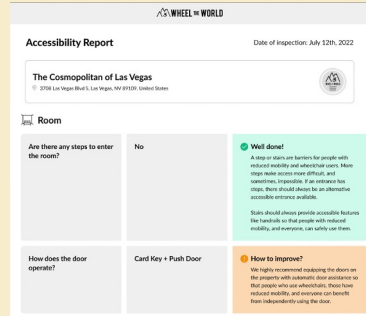 WHEEL THE WORLD
Accessibility Report
Date of inspection: July 12th, 2022
The Cosmopolitan of Las Vegas
3708 Las Vegas Blvd S, Las Vegas, NV 89109, United States
Room
Are there any steps to enter
the room?
No
Well done!
A step or stairs are barriers for people with
reduced mobility and wheelchair users. More
steps make access more difficult, and
sometimes, impossible. If an entrance has
steps, there should always be an alternative
accessible entrance available.
Stairs should always provide accessible features
like handrails so that people with reduced
mobility, and everyone, can safely use them.
How does the door
operate?
Card Key + Push Door
How to improve?
We highly recommend equipping the doors on
the property with automatic door assistance so
that people who use wheelchairs, those have
reduced mobility, and everyone can benefit
from independently using the door.